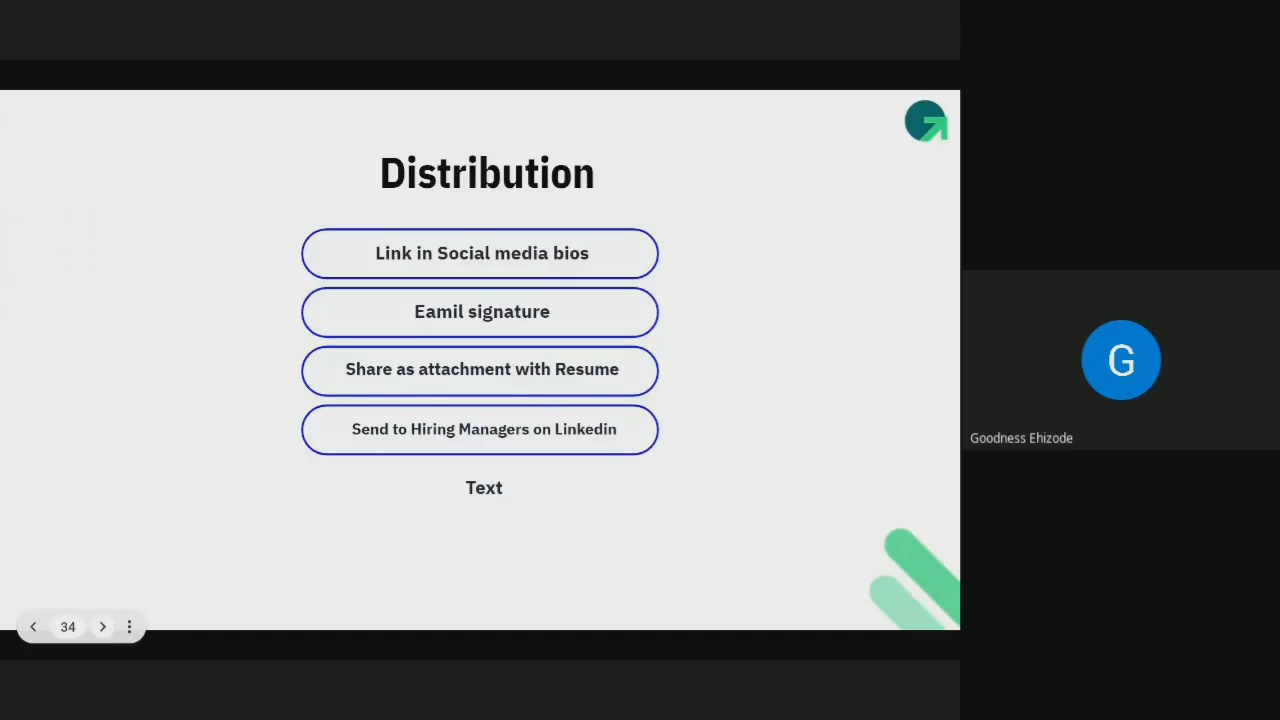 Distribution
Link in Social media bios
Eamil signature
Share as attachment with Resume
Send to Hiring Managers on Linkedin
Text
34
G
Goodness Ehizode